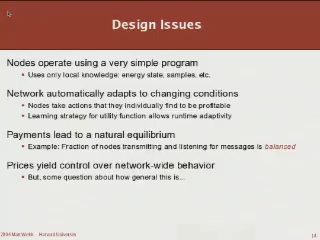 Design Issues
Nodes operate using a very simple program
Uses only local knowledge: energy state, samples, etc.
Network automatically adapts to changing conditions
Nodes take actions that they individually find to be profitable
Learning strategy for utility function allows runtime adaptivity
Payments lead to a natural equilibrium
Example: Fraction of nodes transmitting and listening for messages is balanced
Prices yield control over network-wide behavior
But, some question about how general this is...
Harvard University
14